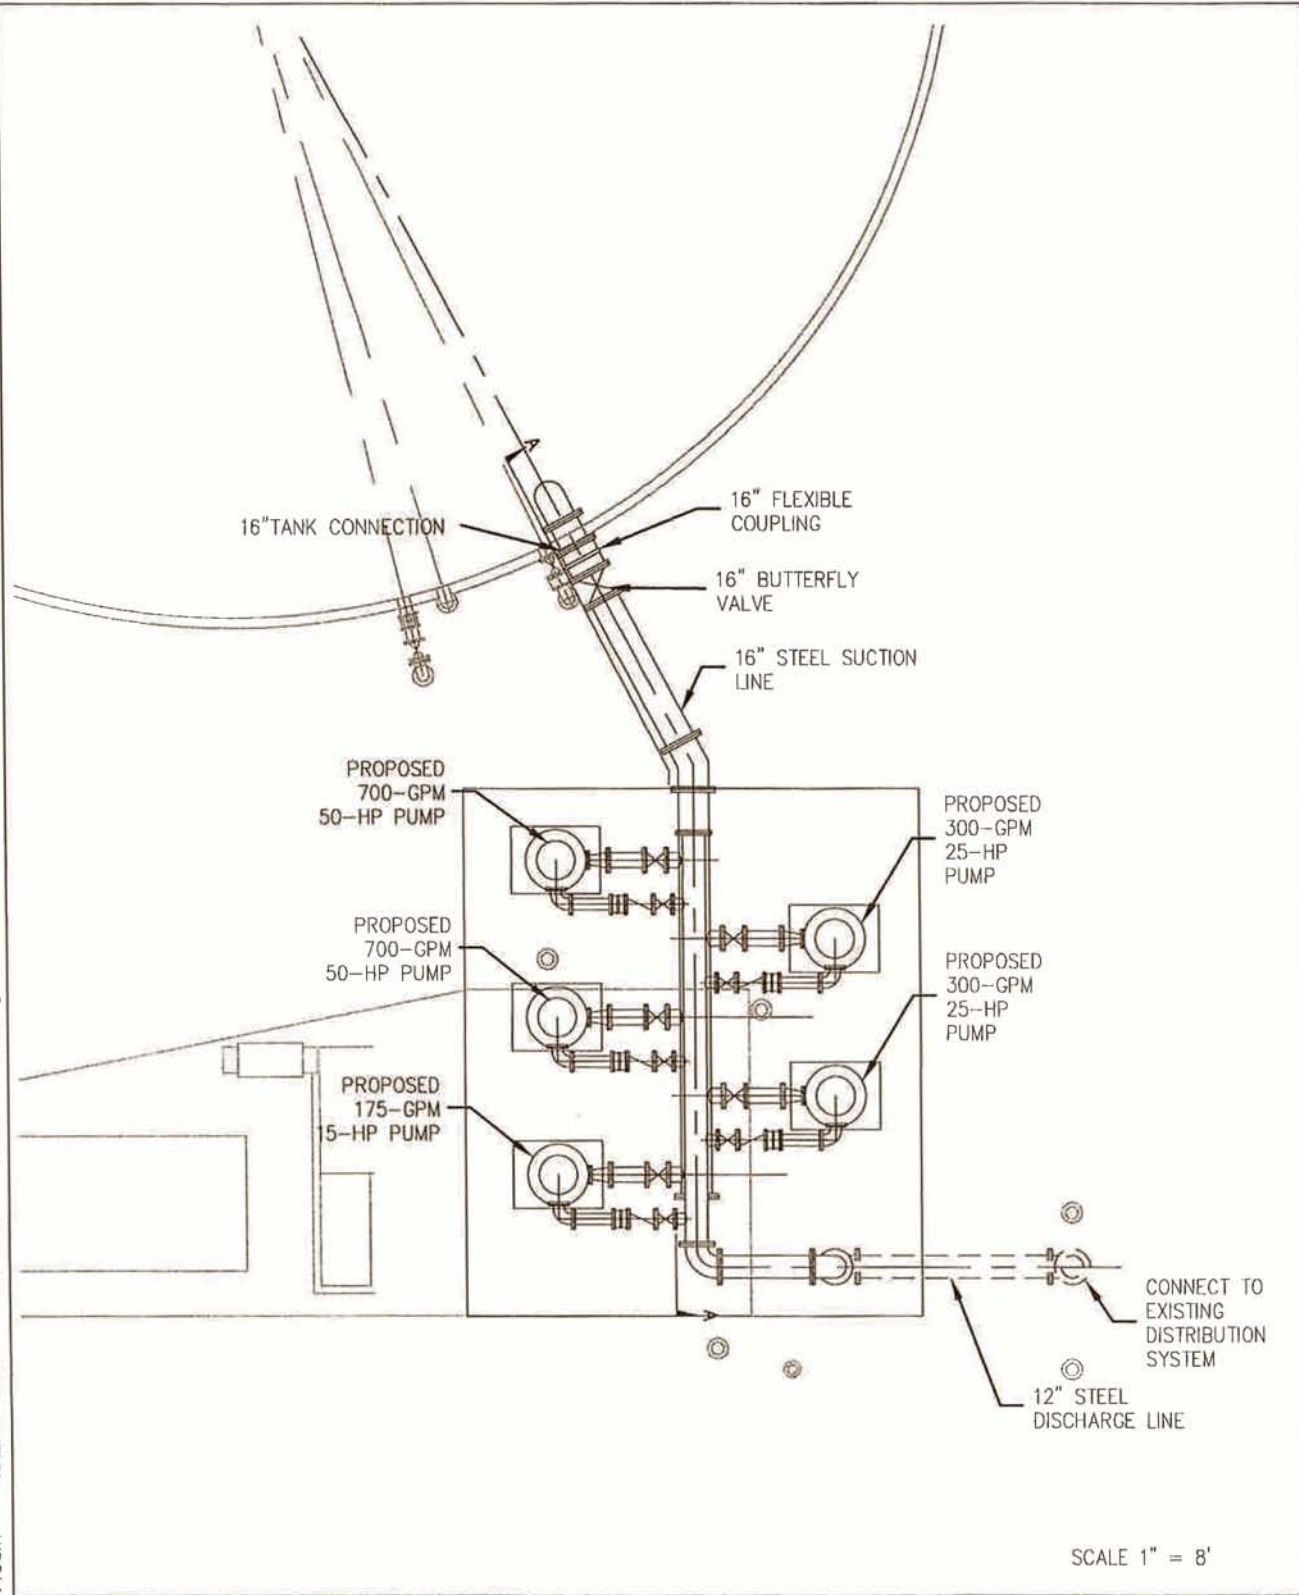 A
16" FLEXIBLE
COUPLING
16"TANK CONNECTION
16" BUTTERFLY
VALVE
16" STEEL SUCTION
LINE
PROPOSED
700-GPM
50-HP PUMP
PROPOSED
300-GPM
25-HP
PUMP
PROPOSED
700-GPM
50-HP PUMP
PROPOSED
300-GPM
25-HP
PUMP
PROPOSED
175-GPM
15-HP PUMP
A
CONNECT TO
EXISTING
DISTRIBUTION
SYSTEM
12" STEEL
DISCHARGE LINE
SCALE 1" = 8'